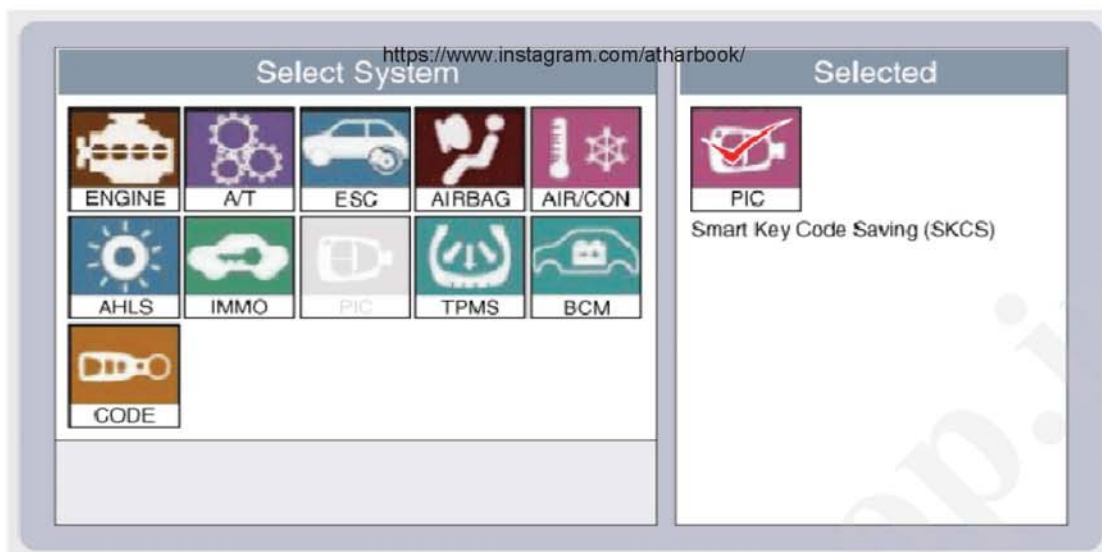 https://www.instagram.com/atharbook/
Select System
Selected
ENGINE A/T ESC AIRBAG AIR/CON
AHLS IMMO PIC TPMS BCM
CODE
PIC
Smart Key Code Saving (SKCS)